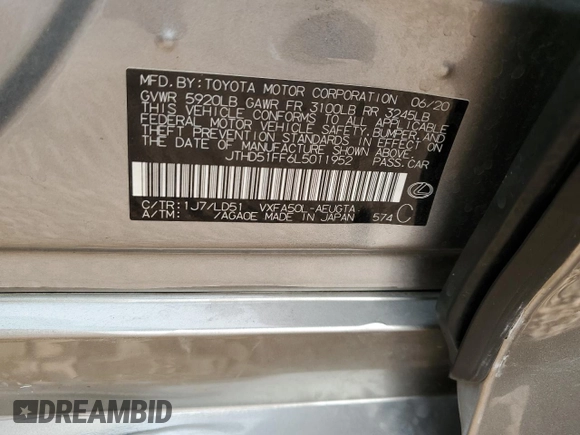 MFD. BY: TOYOTA MOTOR CORPORATION 06/20
GVWR 5920LB GAWR FR 3100LB RR 3245LB
THIS VEHICLE CONFORMS TO ALL APPLICABLE
FEDERAL MOTOR VEHICLE SAFETY, BUMPER, AND
THEFT PREVENTION STANDARDS IN EFFECT ON
THE DATE OF MANUFACTURE SHOWN ABOVE.
JTHD51FF6L5011952 PASS.CAR
C/TR: 1J7/LD51 VXFA50L-AEUGTA
A/TM: /AGA0E MADE IN JAPAN 574 C
DREAMBID